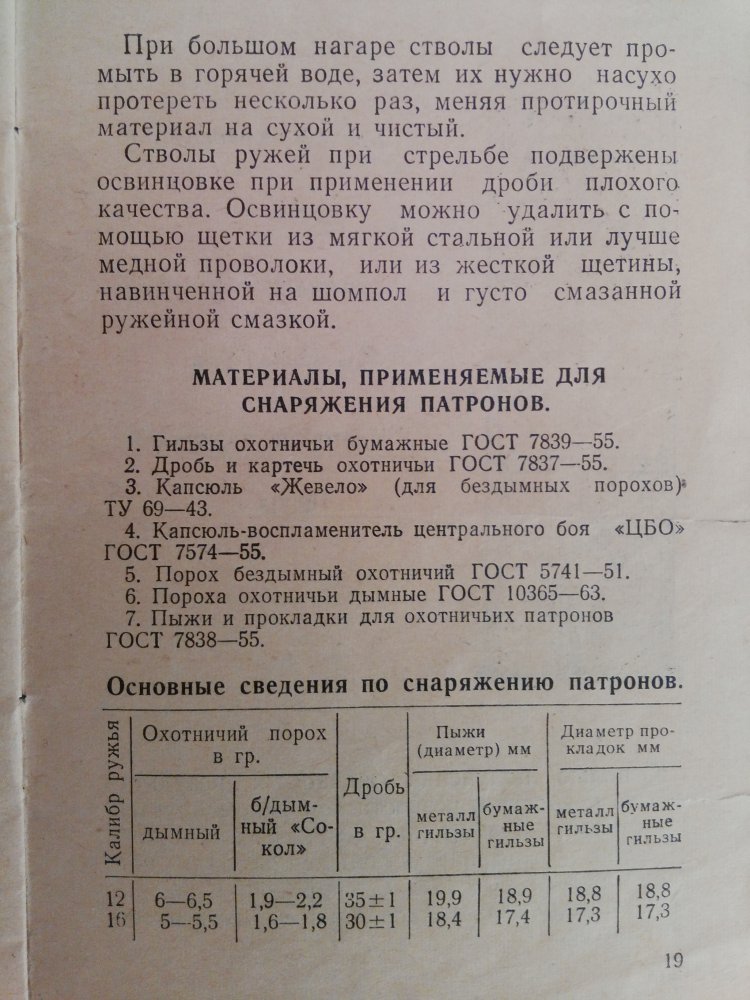 При большом нагаре стволы следует про-
мыть в горячей воде, затем их нужно насухо
протереть несколько раз, меняя протирочный
материал на сухой и чистый.
Стволы ружей при стрельбе подвержены
освинцовке при применении дроби плохого
качества. Освинцовку можно удалить с по-
мощью щетки из мягкой стальной или лучше
медной проволоки, или из жесткой щетины,
навинченной на шомпол и густо смазанной
ружейной смазкой.
МАТЕРИАЛЫ, ПРИМЕНЯЕМЫЕ ДЛЯ
СНАРЯЖЕНИЯ ПАТРОНОВ.
1. Гильзы охотничьи бумажные ГОСТ 7839—55.
2. Дробь и картечь охотничьи ГОСТ 7837—55.
3. Капсюль «Жевело» (для бездымных порохов)
ТУ 69—43.
4. Капсюль-воспламенитель центрального боя «ЦБО»
ГОСТ 7574—55.
5. Порох бездымный охотничий ГОСТ 5741—51.
6. Пороха охотничьи дымные ГОСТ 10365—63.
7. Пыжи и прокладки для охотничьих патронов
ГОСТ 7838—55.
Основные сведения по снаряжению патронов.
Калибр ружья
Охотничий порох
в гр.
дымный
б/дым-
ный «Со-
кол»
Дробь
в гр.
Пыжи
(диаметр) мм
металл
гильзы
бумаж-
ные
гильзы
Диаметр про-
кладок мм
металл
гильзы
бумаж-
ные
гильзы
12 6—6,5 1,9—2,2 35±1 19,9 18,9 18,8 18,8
16 5—5,5 1,6—1,8 30±1 18,4 17,4 17,3 17,3
19